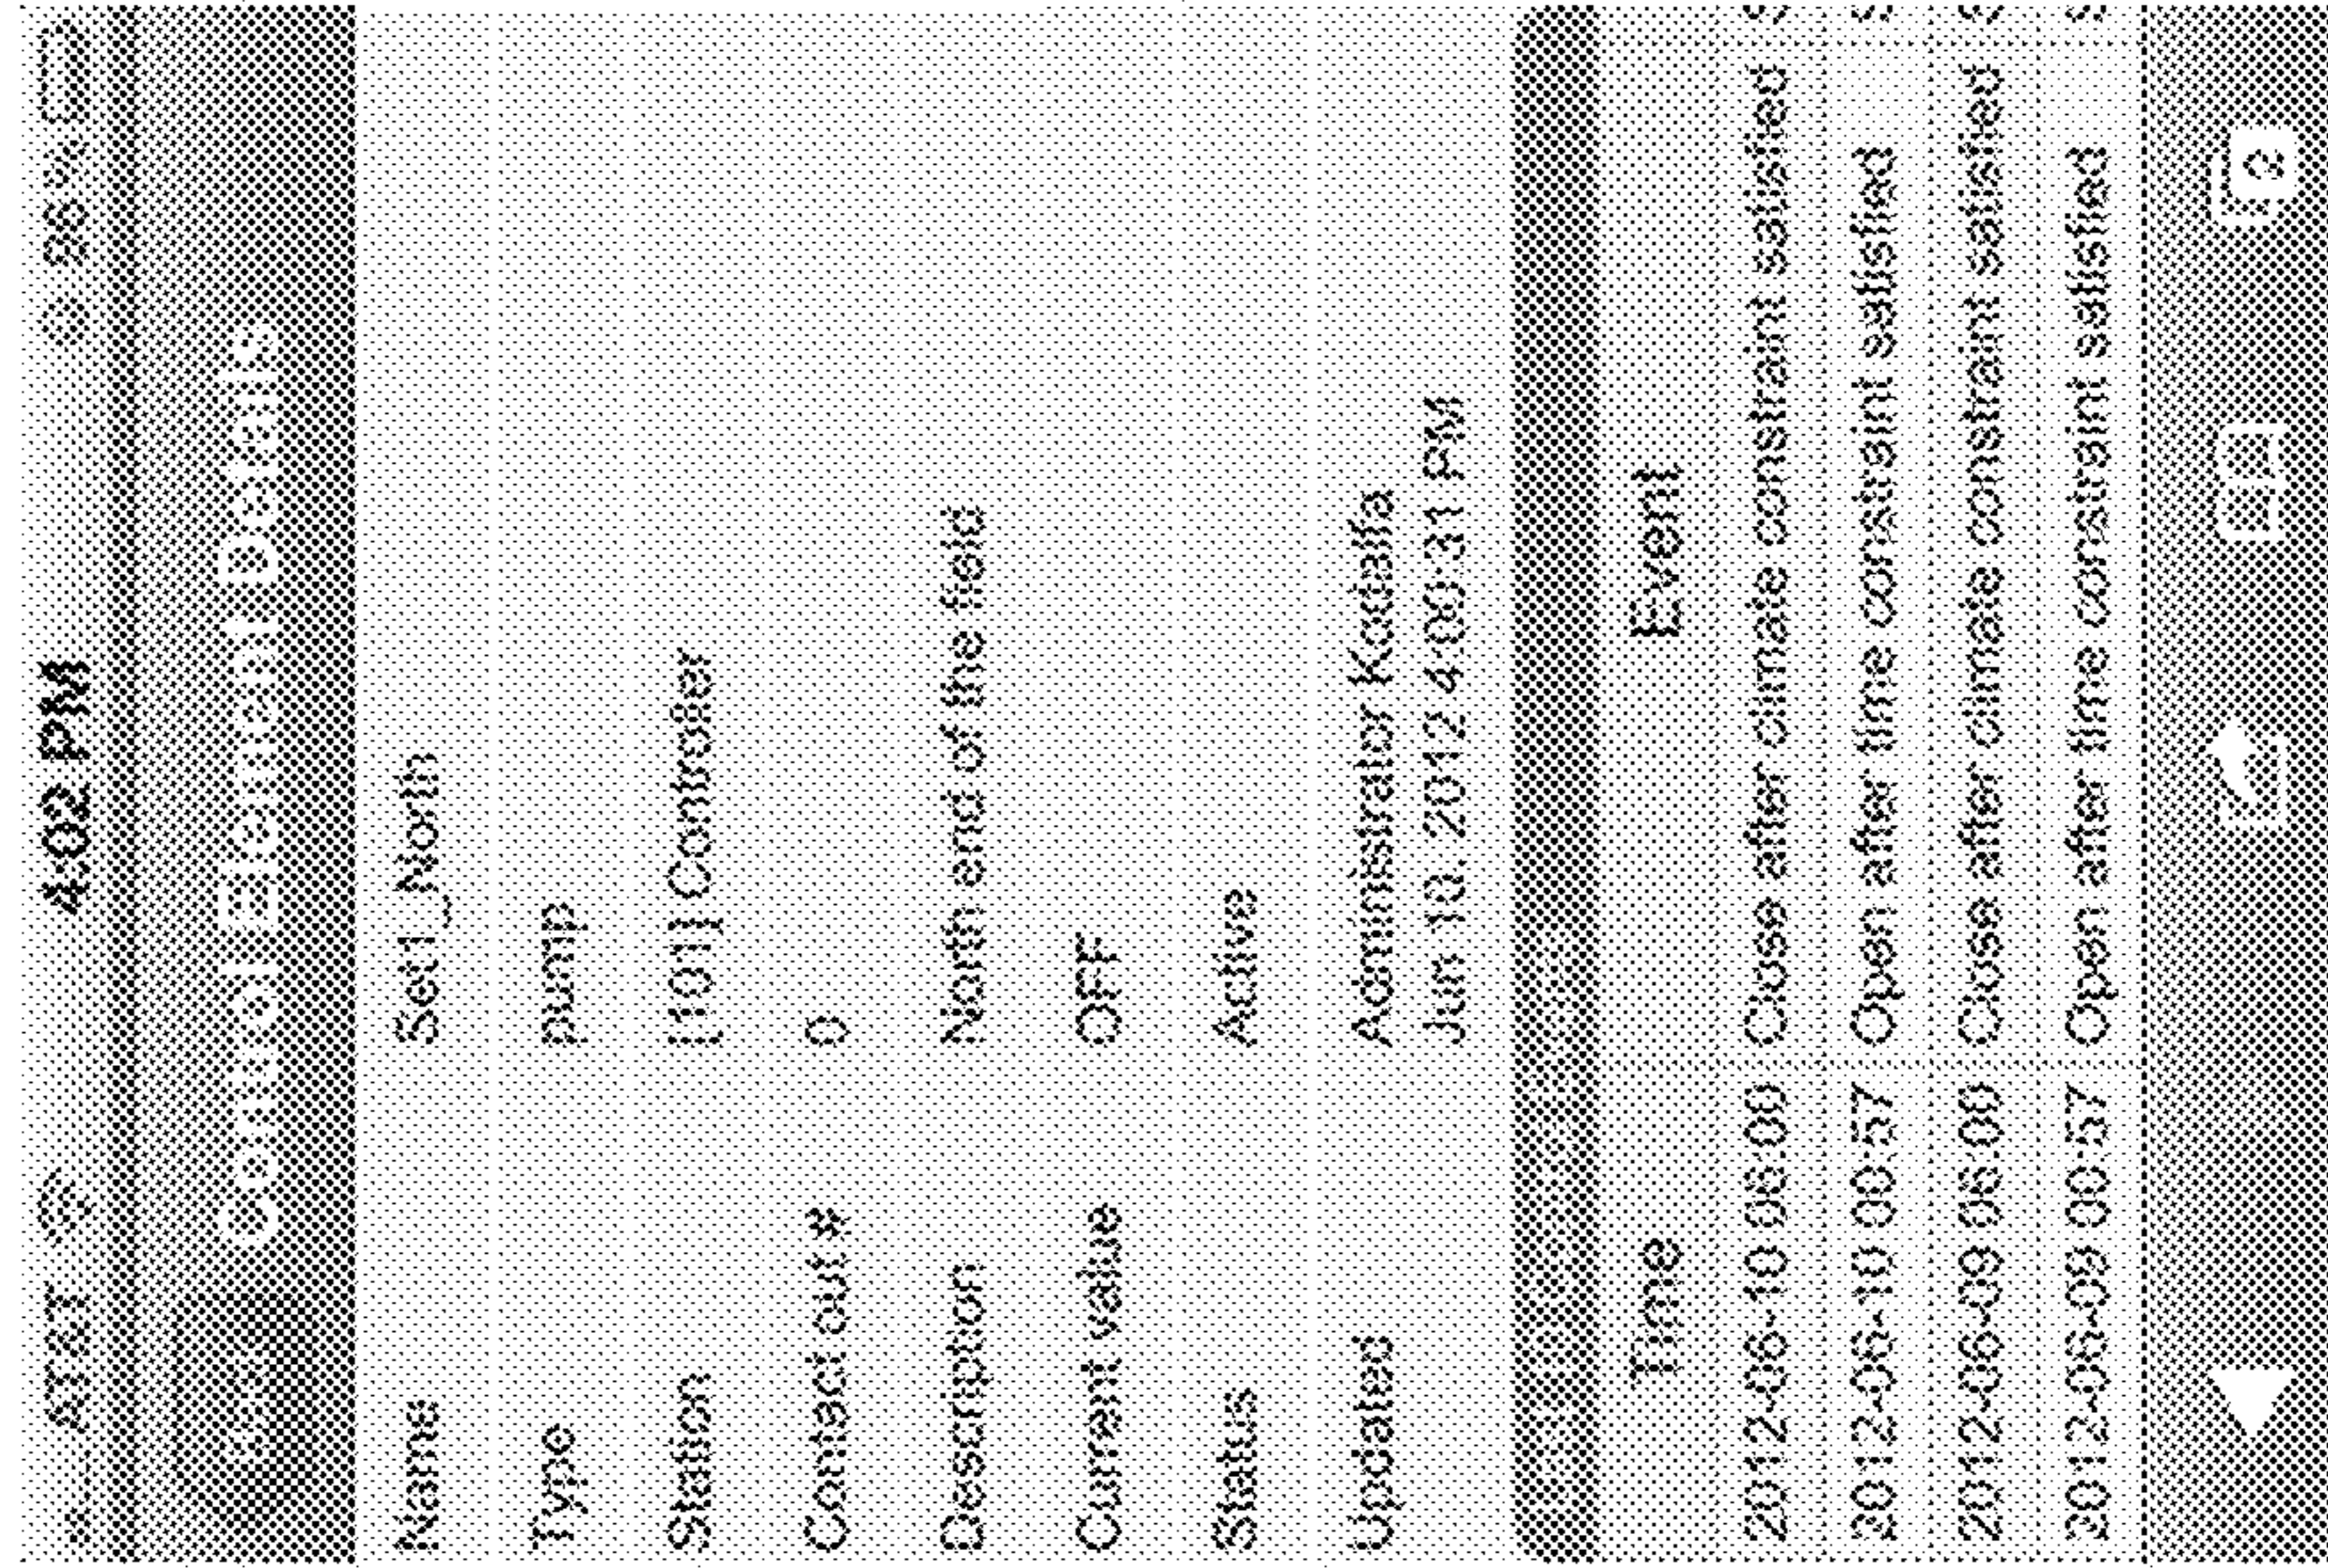 AT&T 4:02 PM 86%
Control Element Details
Name Set1_North
Type pump
Station [101] Controller
Contact out # 0
Description North end of the field
Current value OFF
Status Active
Updated Administrator Kodalfa
Jun 10, 2012 4:00:31 PM
Time Event
2012-06-10 06:00 Close after climate constraint satisfied S
2012-06-10 00:57 Open after time constraint satisfied S
2012-06-09 06:00 Close after climate constraint satisfied S
2012-06-09 00:57 Open after time constraint satisfied S
2